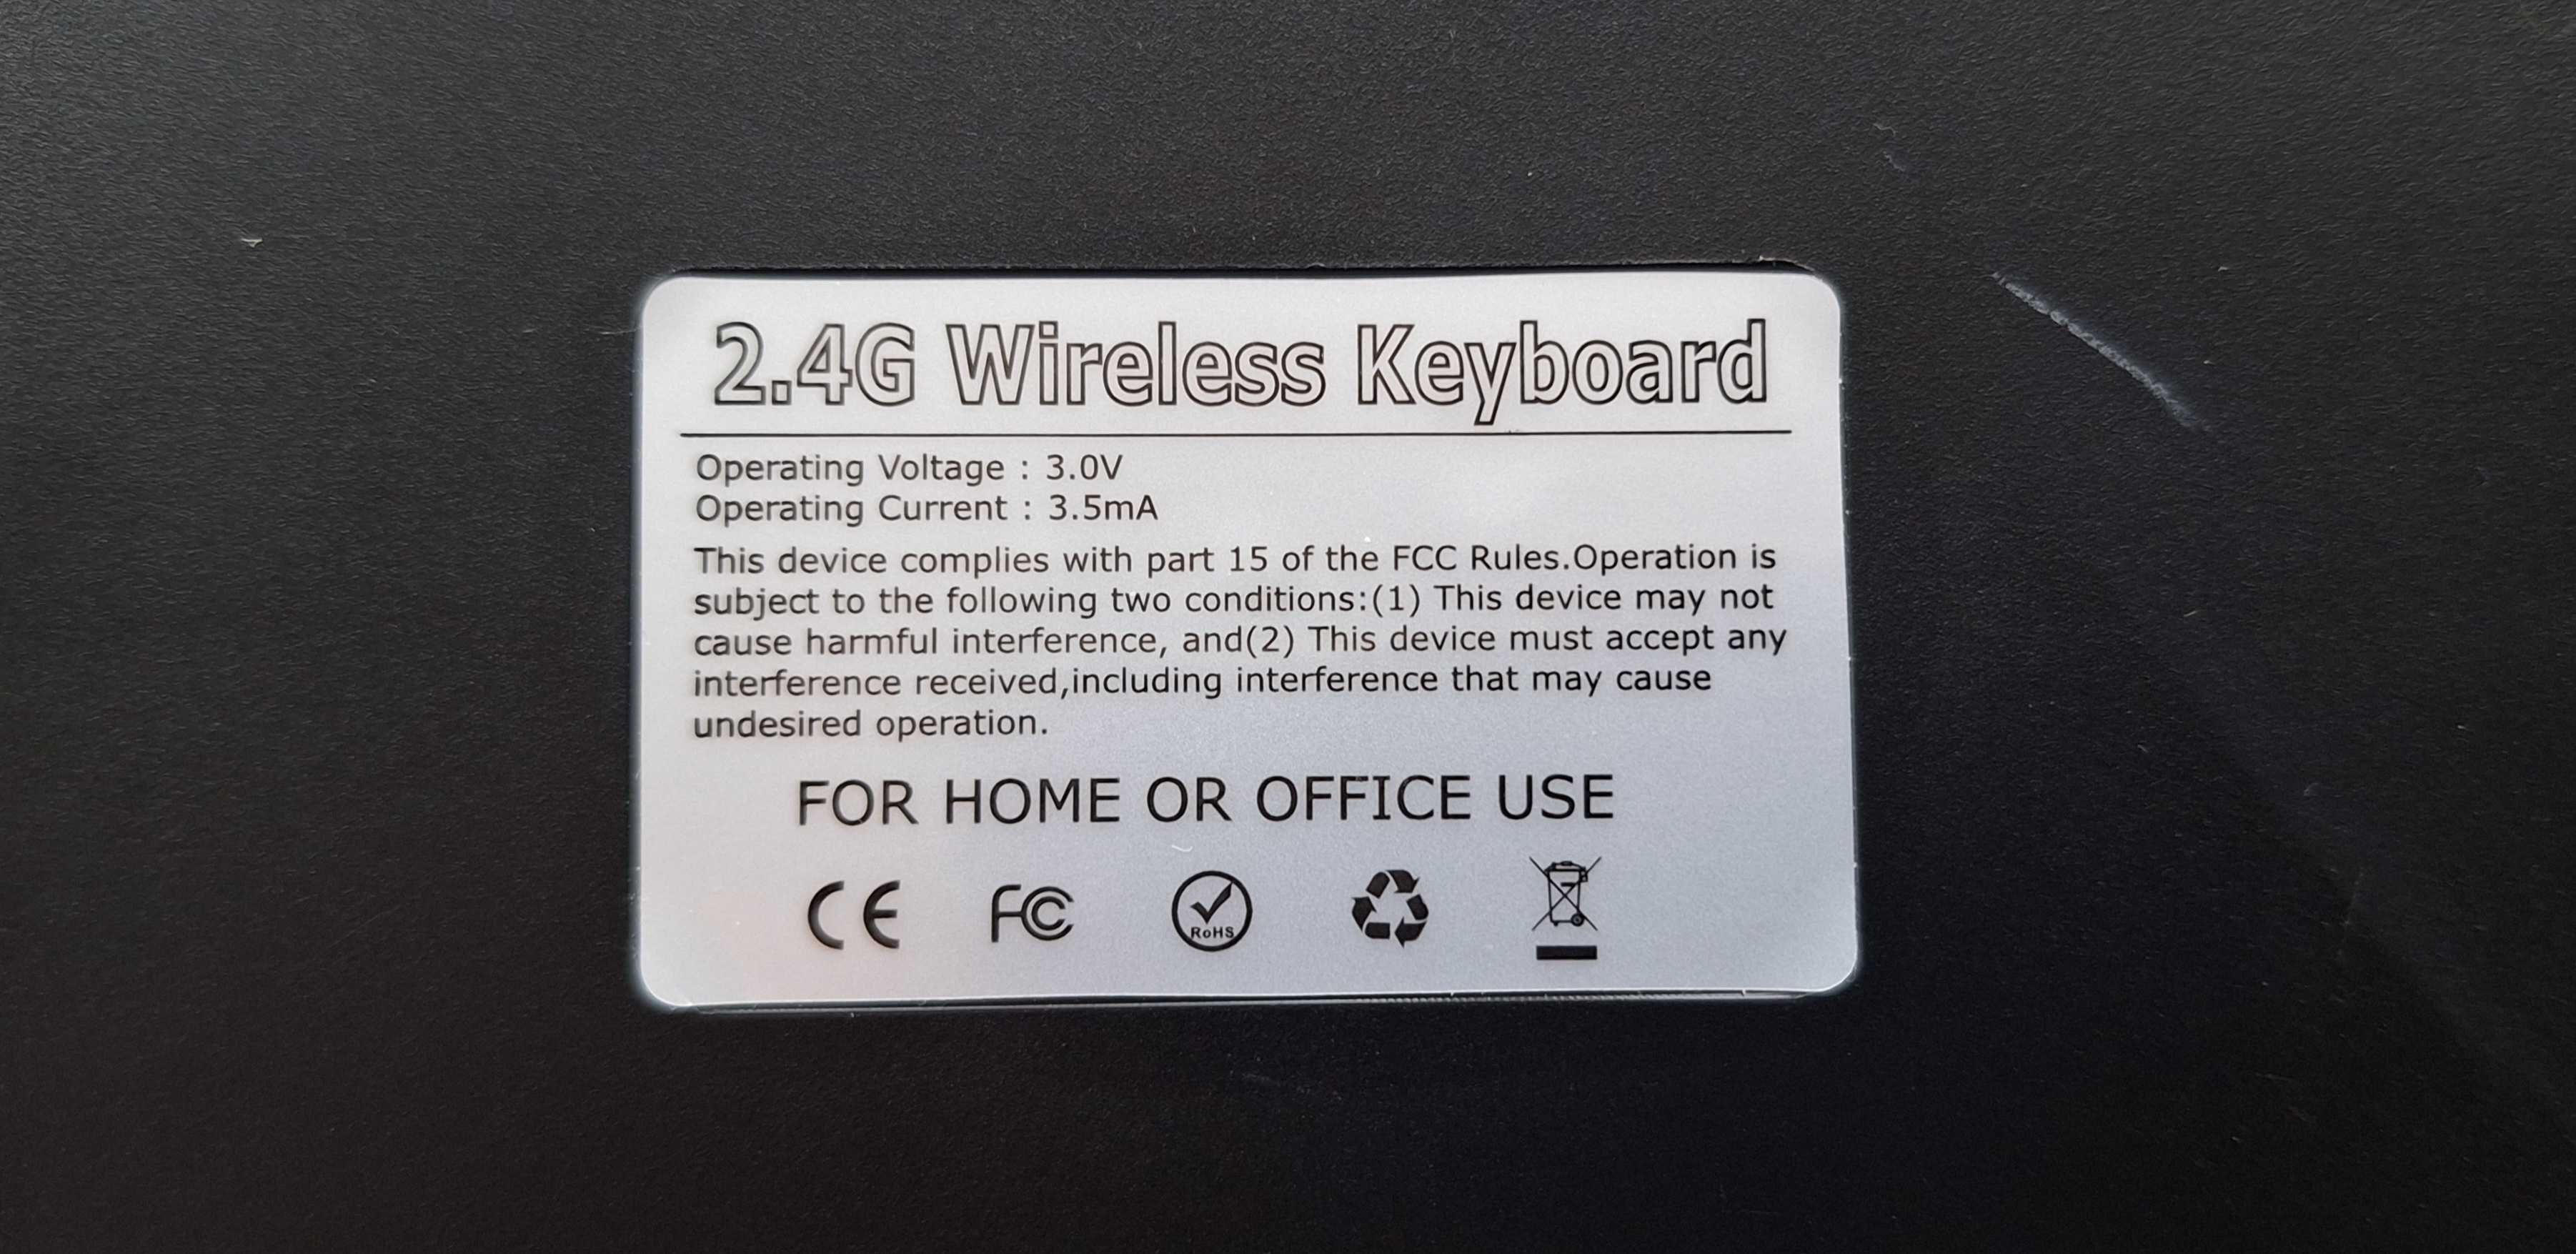 2.4G Wireless Keyboard
Operating Voltage : 3.0V
Operating Current : 3.5mA
This device complies with part 15 of the FCC Rules.Operation is
subject to the following two conditions:(1) This device may not
cause harmful interference, and(2) This device must accept any
interference received,including interference that may cause
undesired operation.
FOR HOME OR OFFICE USE
CE FC RoHS